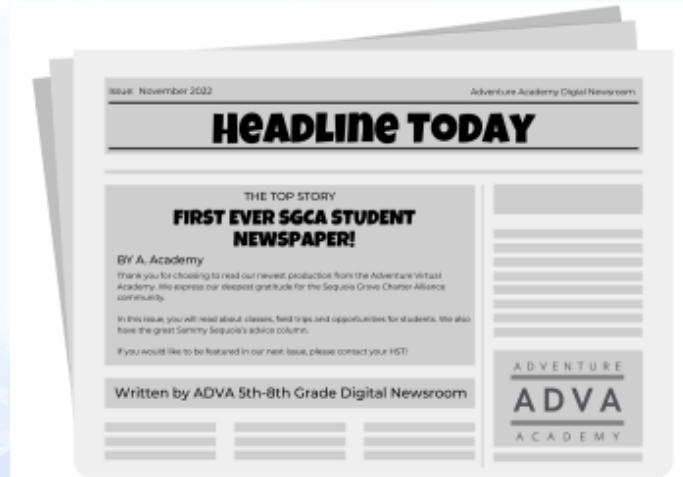 Issue: November 2022
Adventure Academy Digial Newsroom
HEADLINE TODAY
THE TOP STORY
FIRST EVER SGCA STUDENT
NEWSPAPER!
BY A. Academy
Thank you for choosing to read our newest production from the Adventure Virtual
Academy. We express our deepest gratitude for the Sequoia Grove Charter Alliance
community.
In this issue, you will read about classes, field trips and opportunities for students. We also
have the great Sammy Sequoia's advice column.
If you would like to be featured in our next issue, please contact your HST!
Written by ADVA 5th-8th Grade Digital Newsroom
ADVENTURE
ADVA
ACADEMY